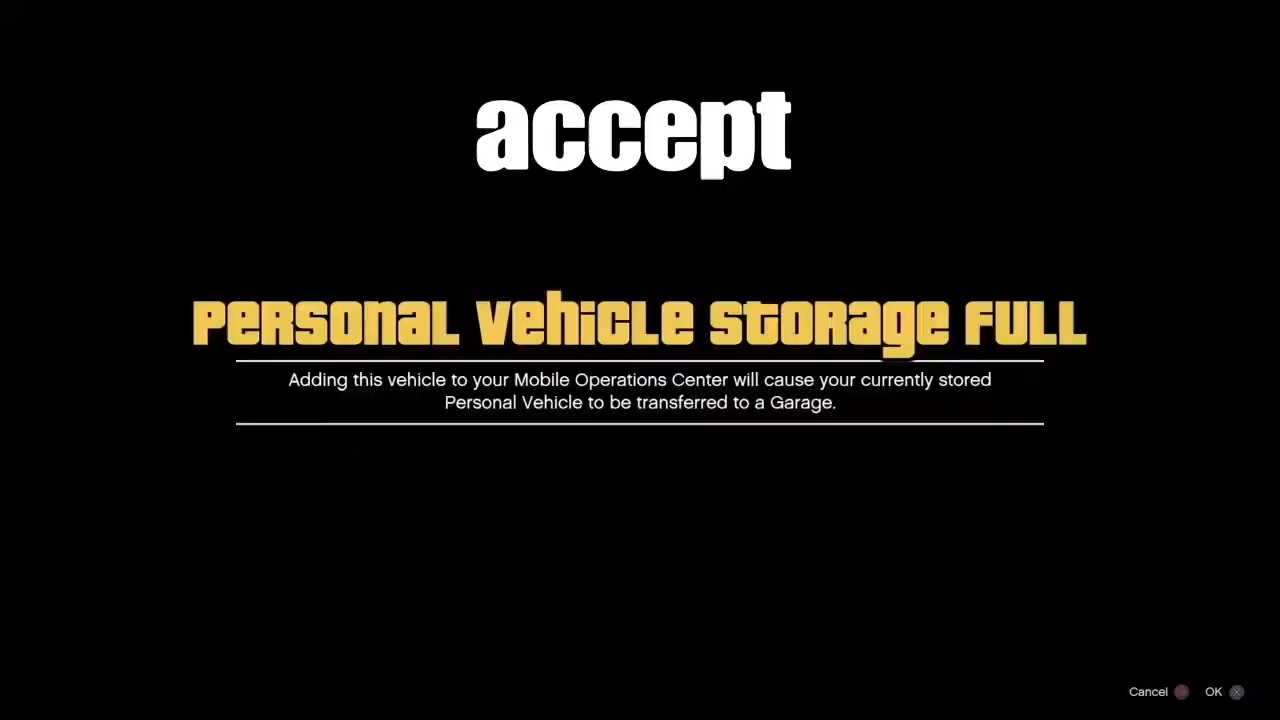 accept
PERSONAL VEHICLE STORAGE FULL
Adding this vehicle to your Mobile Operations Center will cause your currently stored
Personal Vehicle to be transferred to a Garage.
Cancel OK